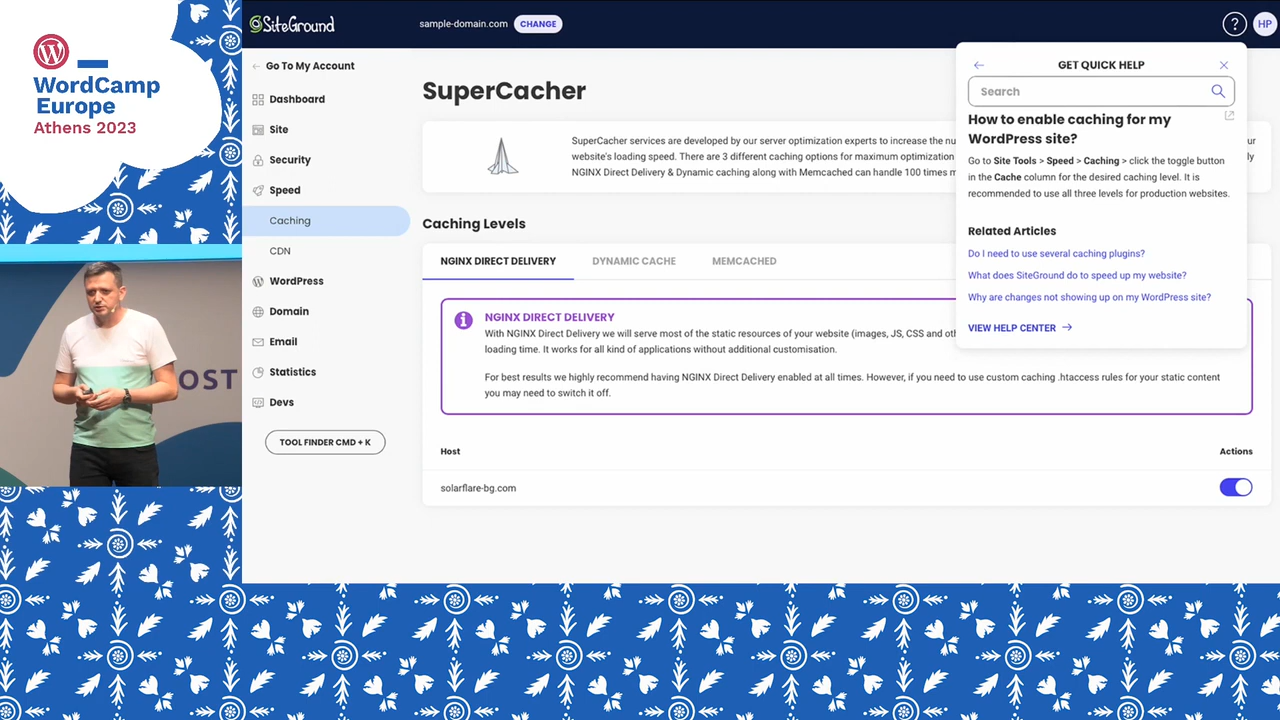 WordCamp
Europe
Athens 2023
OST
SiteGround
sample-domain.com CHANGE
? HP
Go To My Account
Dashboard
Site
Security
Speed
Caching
CDN
WordPress
Domain
Email
Statistics
Devs
TOOL FINDER CMD + K
SuperCacher
SuperCacher services are developed by our server optimization experts to increase the nu
website's loading speed. There are 3 different caching options for maximum optimization
NGINX Direct Delivery & Dynamic caching along with Memcached can handle 100 times m
Caching Levels
NGINX DIRECT DELIVERY DYNAMIC CACHE MEMCACHED
NGINX DIRECT DELIVERY
With NGINX Direct Delivery we will serve most of the static resources of your website (images, JS, CSS and oth
loading time. It works for all kind of applications without additional customisation.
For best results we highly recommend having NGINX Direct Delivery enabled at all times. However, if you need to use custom caching .htaccess rules for your static content
you may need to switch it off.
Host Actions
solarflare-bg.com
GET QUICK HELP
Search
How to enable caching for my
WordPress site?
Go to Site Tools > Speed > Caching > click the toggle button
in the Cache column for the desired caching level. It is
recommended to use all three levels for production websites.
Related Articles
Do I need to use several caching plugins?
What does SiteGround do to speed up my website?
Why are changes not showing up on my WordPress site?
VIEW HELP CENTER